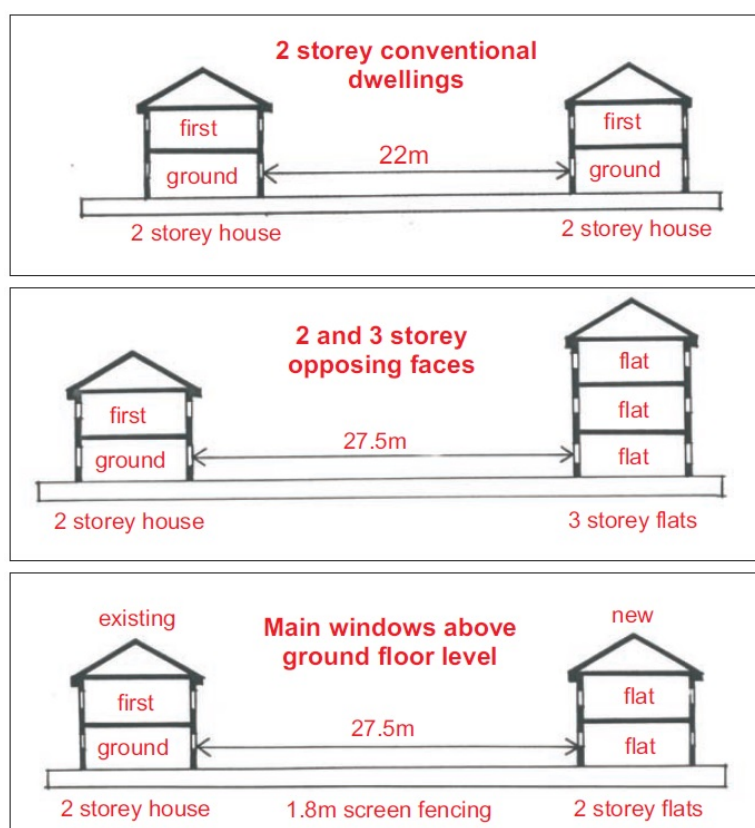 2 storey conventional
dwellings
first
first
22m
ground
ground
2 storey house
2 storey house
2 and 3 storey
opposing faces
flat
first
flat
27.5m
ground
flat
2 storey house
3 storey flats
existing
new
Main windows above
ground floor level
first
flat
27.5m
ground
flat
2 storey house
1.8m screen fencing
2 storey flats